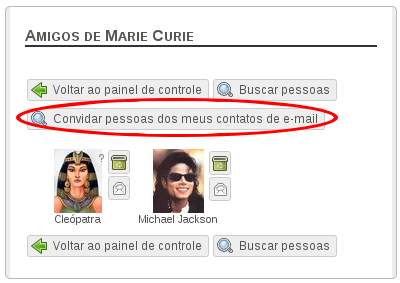 Amigos de Marie Curie
Voltar ao painel de controle Buscar pessoas
Convidar pessoas dos meus contatos de e-mail
?
Cleópatra Michael Jackson
Voltar ao painel de controle Buscar pessoas